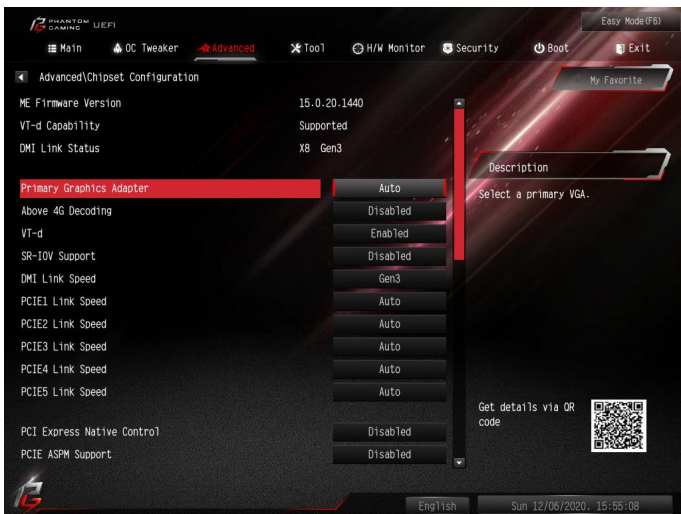 PHANTOM GAMING UEFI
Easy Mode(F6)
Main OC Tweaker Advanced Tool H/W Monitor Security Boot Exit
Advanced\Chipset Configuration
My Favorite
ME Firmware Version 15.0.20.1440
VT-d Capability Supported
DMI Link Status X8 Gen3
Description
Primary Graphics Adapter Auto
Select a primary VGA.
Above 4G Decoding Disabled
VT-d Enabled
SR-IOV Support Disabled
DMI Link Speed Gen3
PCIE1 Link Speed Auto
PCIE2 Link Speed Auto
PCIE3 Link Speed Auto
PCIE4 Link Speed Auto
PCIE5 Link Speed Auto
Get details via QR
code
PCI Express Native Control Disabled
PCIE ASPM Support Disabled
English
Sun 12/06/2020. 15:55:08